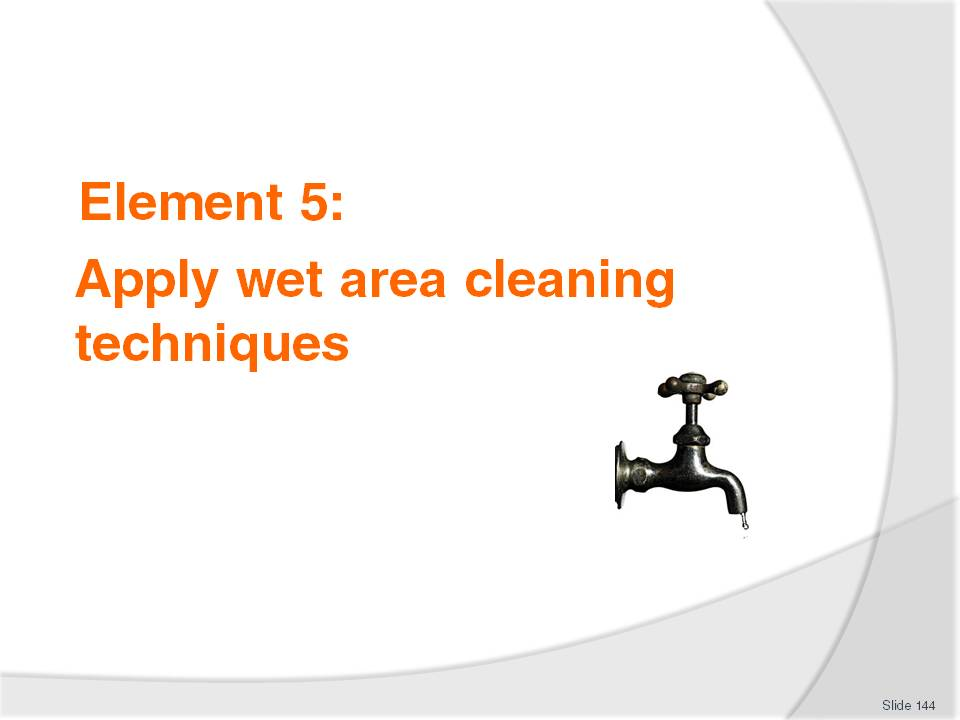 Element 5:
Apply wet area cleaning
techniques
Slide 144